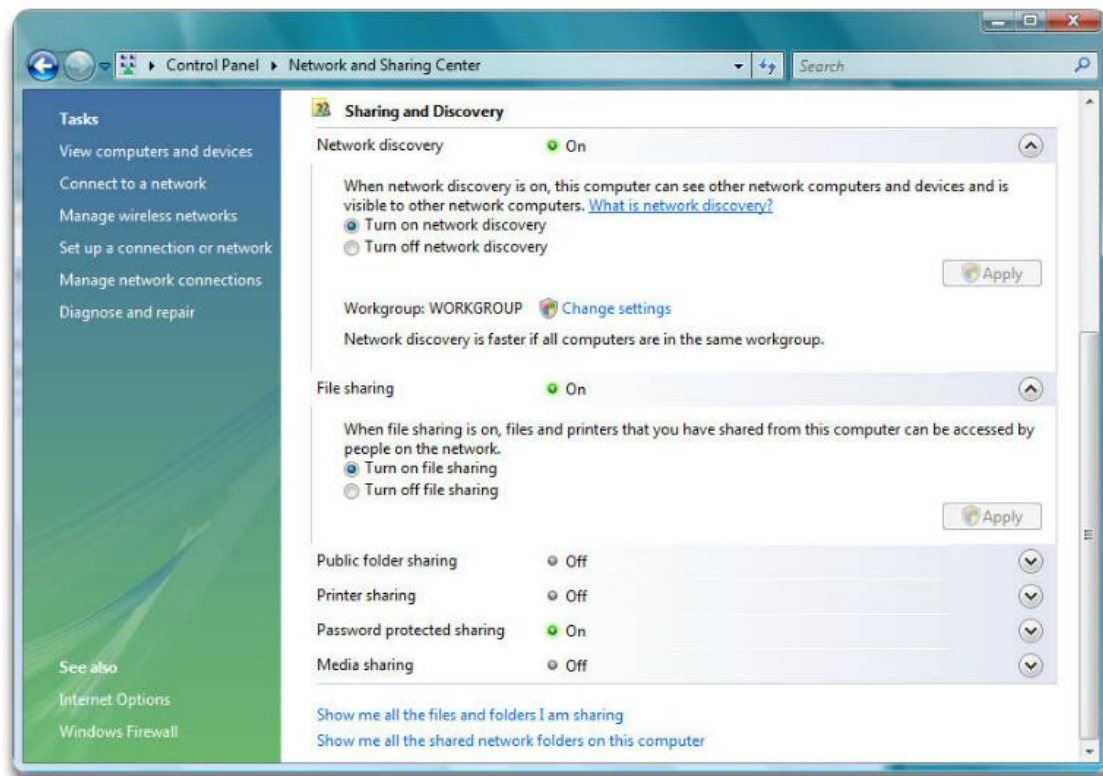 Control Panel
Network and Sharing Center
Search
Tasks
View computers and devices
Connect to a network
Manage wireless networks
Set up a connection or network
Manage network connections
Diagnose and repair
See also
Internet Options
Windows Firewall
Sharing and Discovery
Network discovery On
When network discovery is on, this computer can see other network computers and devices and is
visible to other network computers. What is network discovery?
Turn on network discovery
Turn off network discovery
Apply
Workgroup: WORKGROUP Change settings
Network discovery is faster if all computers are in the same workgroup.
File sharing On
When file sharing is on, files and printers that you have shared from this computer can be accessed by
people on the network.
Turn on file sharing
Turn off file sharing
Apply
Public folder sharing Off
Printer sharing Off
Password protected sharing On
Media sharing Off
Show me all the files and folders I am sharing
Show me all the shared network folders on this computer